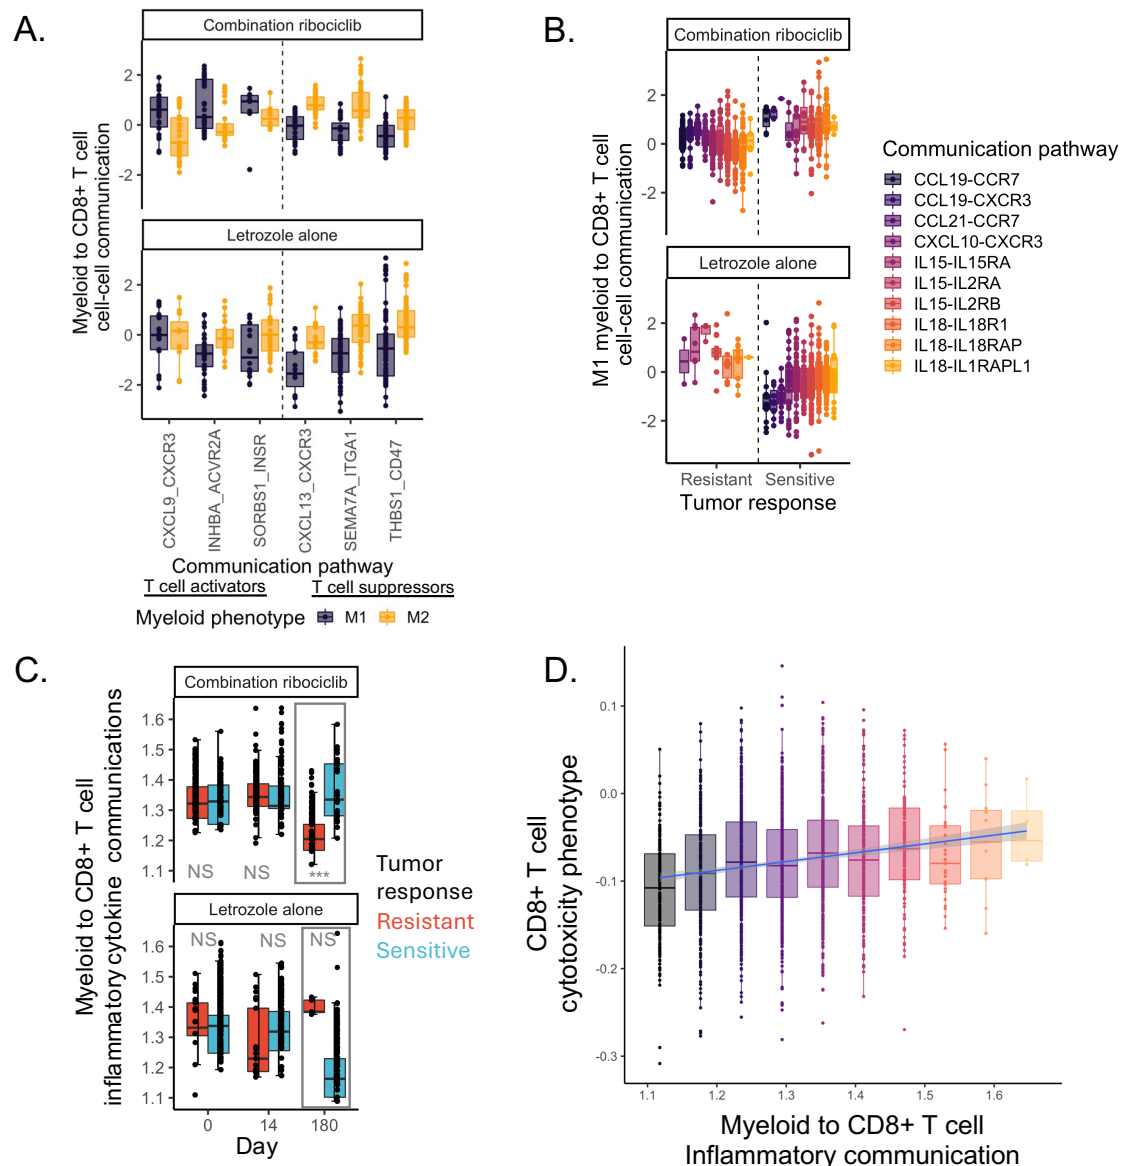 A.
Combination ribociclib
2
0
-2
Letrozole alone
2
0
-2
Myeloid to CD8+ T cell
cell-cell communication
CXCL9_CXCR3
INHBA_ACVR2A
SORBS1_INSR
CXCL13_CXCR3
SEMA7A_ITGA1
THBS1_CD47
Communication pathway
T cell activators
T cell suppressors
Myeloid phenotype
M1
M2
B.
Combination ribociclib
2
0
-2
Letrozole alone
2
0
-2
M1 myeloid to CD8+ T cell
cell-cell communication
Resistant
Sensitive
Tumor response
Communication pathway
CCL19-CCR7
CCL19-CXCR3
CCL21-CCR7
CXCL10-CXCR3
IL15-IL15RA
IL15-IL2RA
IL15-IL2RB
IL18-IL18R1
IL18-IL18RAP
IL18-IL1RAPL1
C.
Combination ribociclib
1.6
1.5
1.4
1.3
1.2
1.1
NS
NS
***
Letrozole alone
1.6
1.5
1.4
1.3
1.2
1.1
NS
NS
NS
Myeloid to CD8+ T cell
inflammatory cytokine communications
0
14
180
Day
Tumor
response
Resistant
Sensitive
D.
0.1
0.0
-0.1
-0.2
-0.3
CD8+ T cell
cytotoxicity phenotype
1.1
1.2
1.3
1.4
1.5
1.6
Myeloid to CD8+ T cell
Inflammatory communication